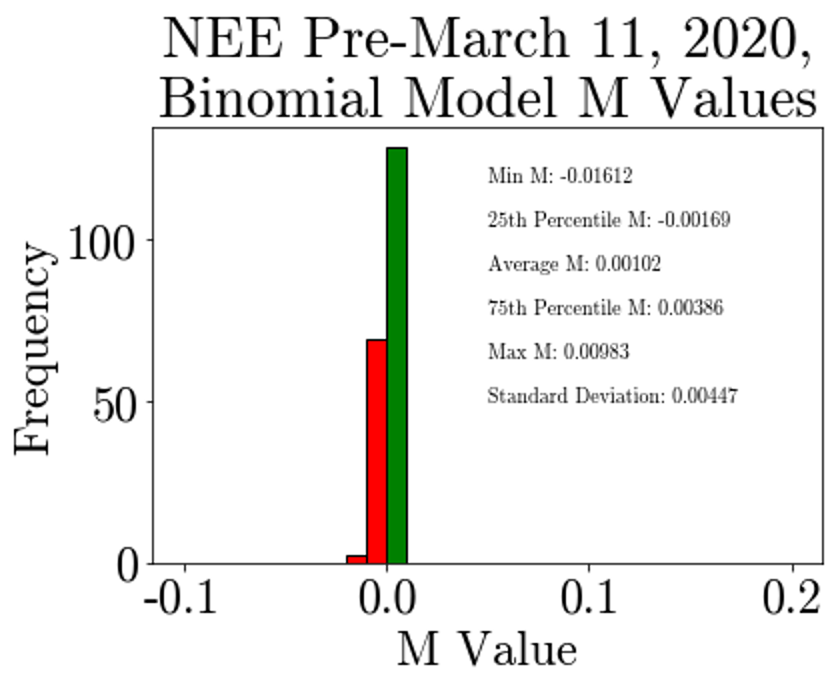 NEE Pre-March 11, 2020,
Binomial Model M Values
Min M: -0.01612
25th Percentile M: -0.00169
Average M: 0.00102
75th Percentile M: 0.00386
Max M: 0.00983
Standard Deviation: 0.00447
Frequency
100
50
0
-0.1 0.0 0.1 0.2
M Value